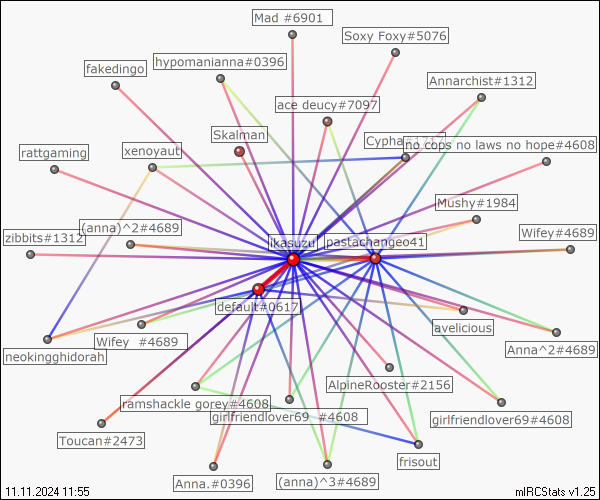 Mad #6901
Soxy Foxy#5076
hypomanianna#0396
fakedingo
Annarchist#1312
ace deucy#7097
Skalman
no cops no laws no hope#4608
xenoyaut
rattgaming
Mushy#1984
(anna)^2#4689
Wifey#4689
zibbits#1312
ikasuzu
pastachangeo41
default#0617
avelicious
Wifey #4689
Anna^2#4689
neokingghidorah
AlpineRooster#2156
ramshackle gorey#4608
girlfriendlover69 #4608
girlfriendlover69#4608
Toucan#2473
frisout
Anna.#0396
(anna)^3#4689
11.11.2024 11:55
mIRCStats v1.25